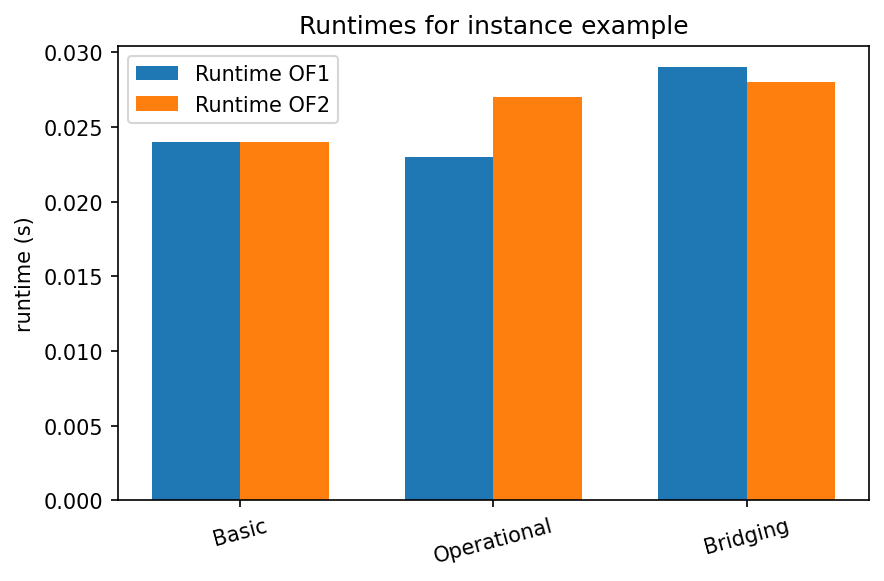 Runtimes for instance example
Runtime OF1
Runtime OF2
runtime (s)
0.030
0.025
0.020
0.015
0.010
0.005
0.000
Basic
Operational
Bridging